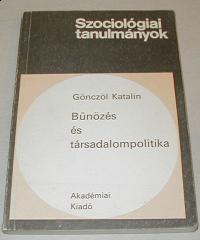 Szociológiai
tanulmányok
Gönczöl Katalin
Bűnözés
és
társadalompolitika
Akadémiai
Kiadó